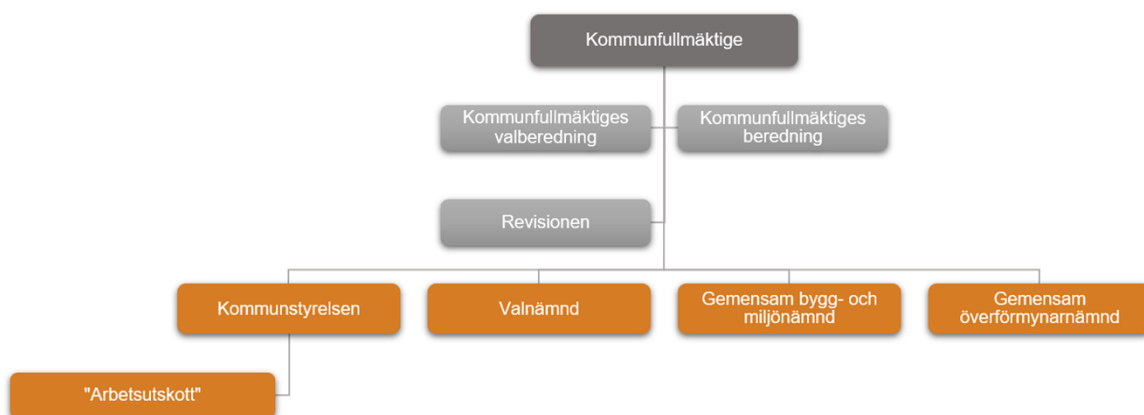 Kommunfullmäktige
Kommunfullmäktiges
valberedning
Kommunfullmäktiges
beredning
Revisionen
Kommunstyrelsen
Valnämnd
Gemensam bygg- och
miljönämnd
Gemensam
överförmynarnämnd
"Arbetsutskott"